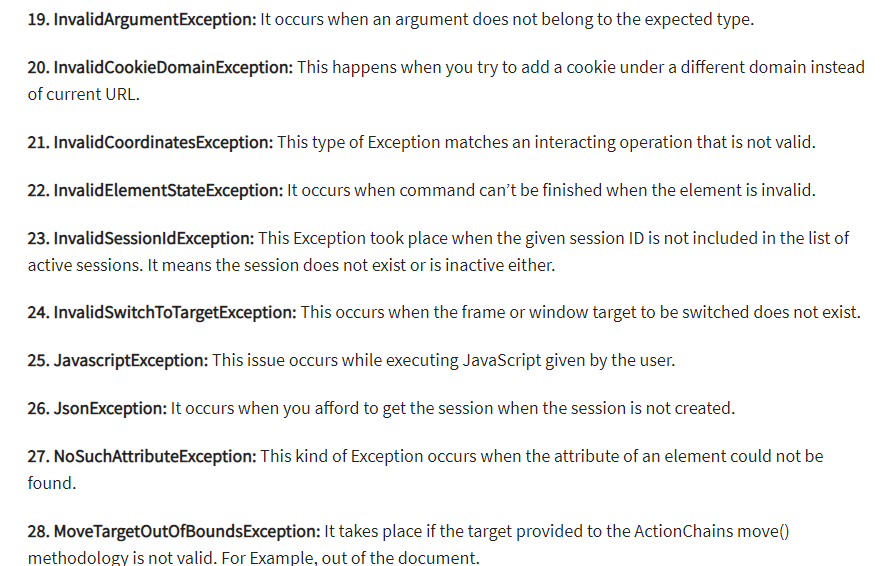 19. InvalidArgumentException: It occurs when an argument does not belong to the expected type.
20. InvalidCookieDomainException: This happens when you try to add a cookie under a different domain instead
of current URL.
21. InvalidCoordinatesException: This type of Exception matches an interacting operation that is not valid.
22. InvalidElementStateException: It occurs when command can’t be finished when the element is invalid.
23. InvalidSessionIdException: This Exception took place when the given session ID is not included in the list of
active sessions. It means the session does not exist or is inactive either.
24. InvalidSwitchToTargetException: This occurs when the frame or window target to be switched does not exist.
25. JavascriptException: This issue occurs while executing JavaScript given by the user.
26. JsonException: It occurs when you afford to get the session when the session is not created.
27. NoSuchAttributeException: This kind of Exception occurs when the attribute of an element could not be
found.
28. MoveTargetOutOfBoundsException: It takes place if the target provided to the ActionChains move()
methodology is not valid. For Example, out of the document.